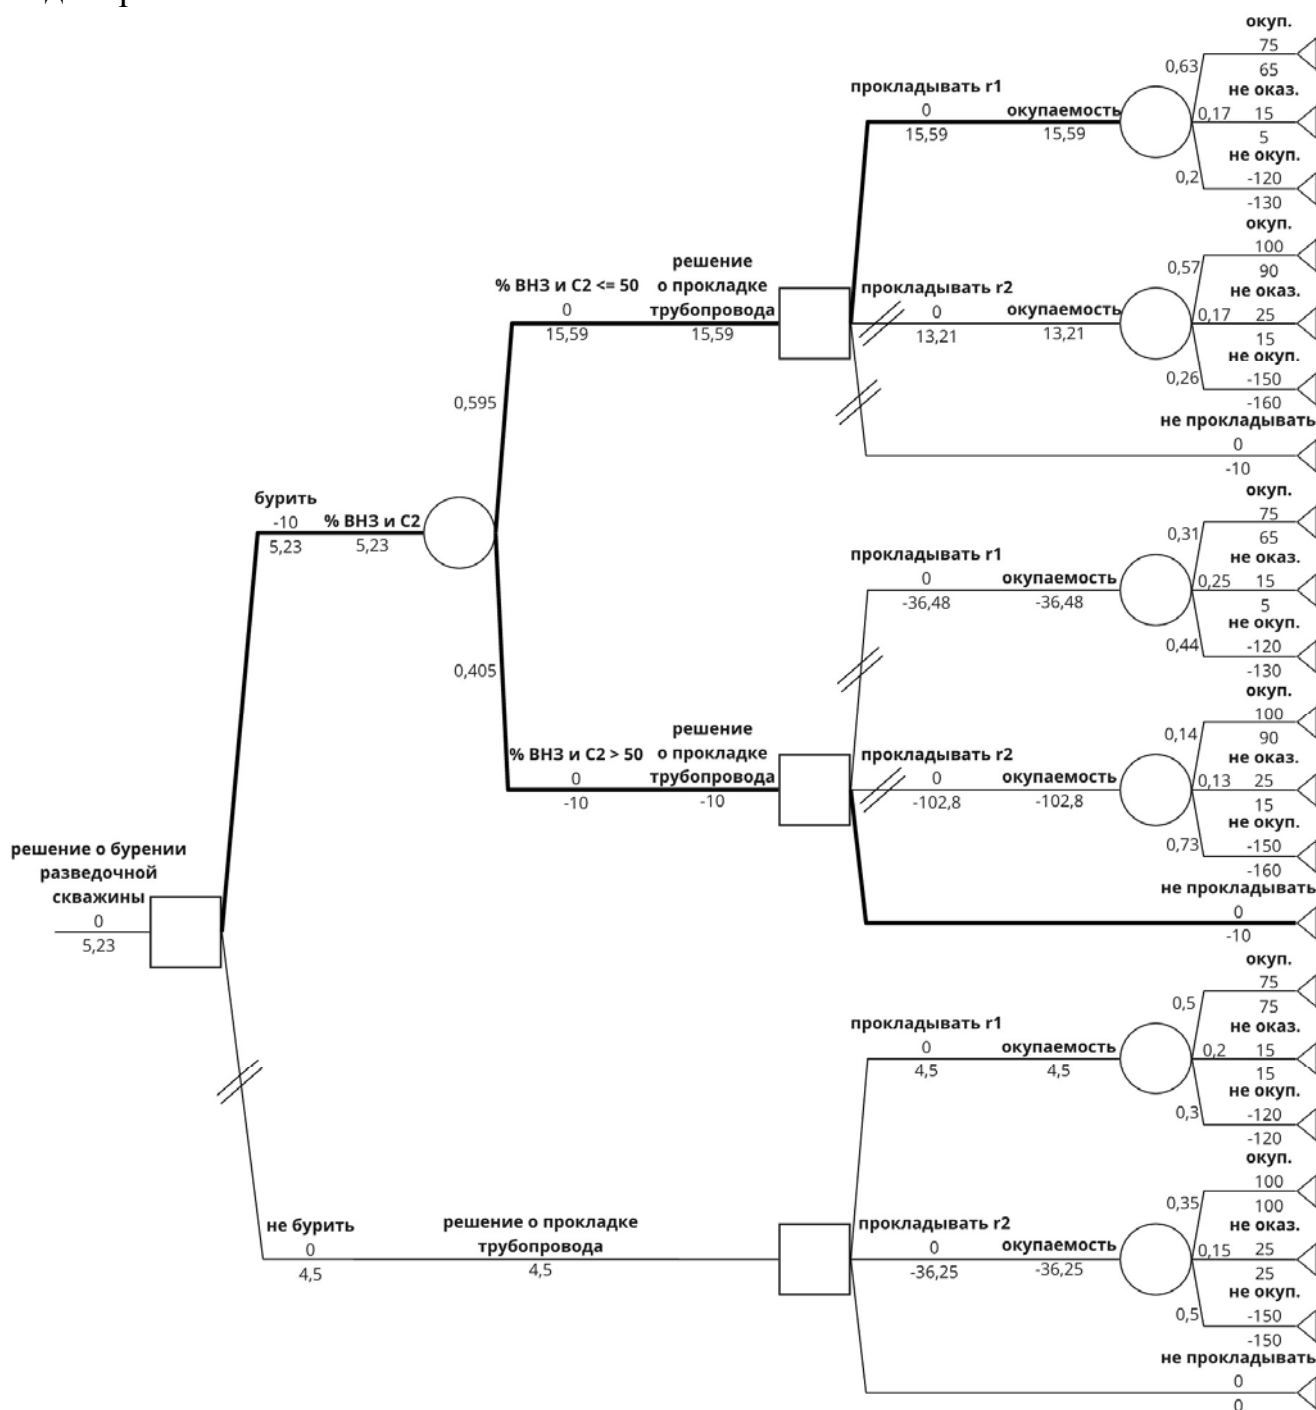 окуп.
75
0,63
65
прокладывать r1
не оказ.
0
окупаемость
0,17
15
15,59
15,59
5
не окуп.
0,2
-120
-130
окуп.
100
решение
0,57
90
% ВНЗ и С2 <= 50
о прокладке
прокладывать r2
не оказ.
0
трубопровода
0
окупаемость
0,17
25
15,59
15,59
13,21
13,21
15
не окуп.
0,26
-150
0,595
-160
не прокладывать
0
-10
окуп.
бурить
75
-10
% ВНЗ и С2
0,31
5,23
5,23
65
прокладывать r1
не оказ.
0
окупаемость
0,25
15
-36,48
-36,48
5
не окуп.
0,44
-120
0,405
-130
окуп.
100
решение
0,14
90
% ВНЗ и С2 > 50
о прокладке
прокладывать r2
не оказ.
0
трубопровода
0
окупаемость
0,13
25
-10
-10
-102,8
-102,8
15
не окуп.
0,73
-150
решение о бурении
-160
разведочной
не прокладывать
скважины
0
0
5,23
-10
окуп.
75
0,5
75
прокладывать r1
не оказ.
0
окупаемость
0,2
15
4,5
4,5
15
не окуп.
0,3
-120
-120
окуп.
100
0,35
100
не бурить
решение о прокладке
прокладывать r2
не оказ.
0
трубопровода
0
окупаемость
0,15
25
4,5
4,5
-36,25
-36,25
25
не окуп.
0,5
-150
-150
не прокладывать
0
0